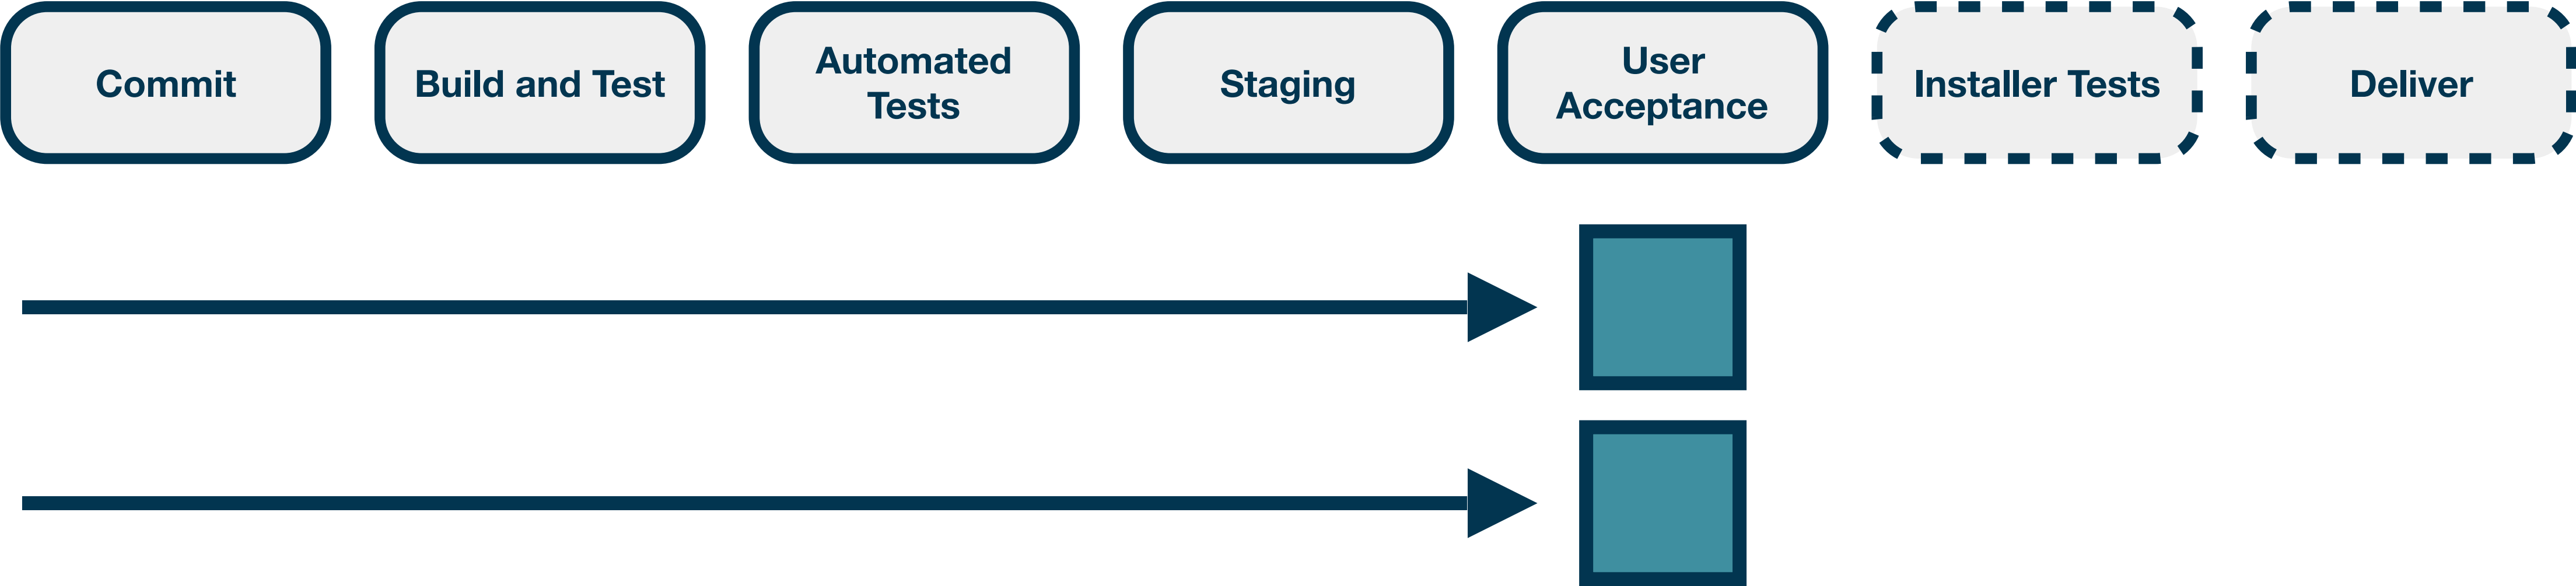 Commit
Build and Test
Automated
Tests
Staging
User
Acceptance
Installer Tests
Deliver